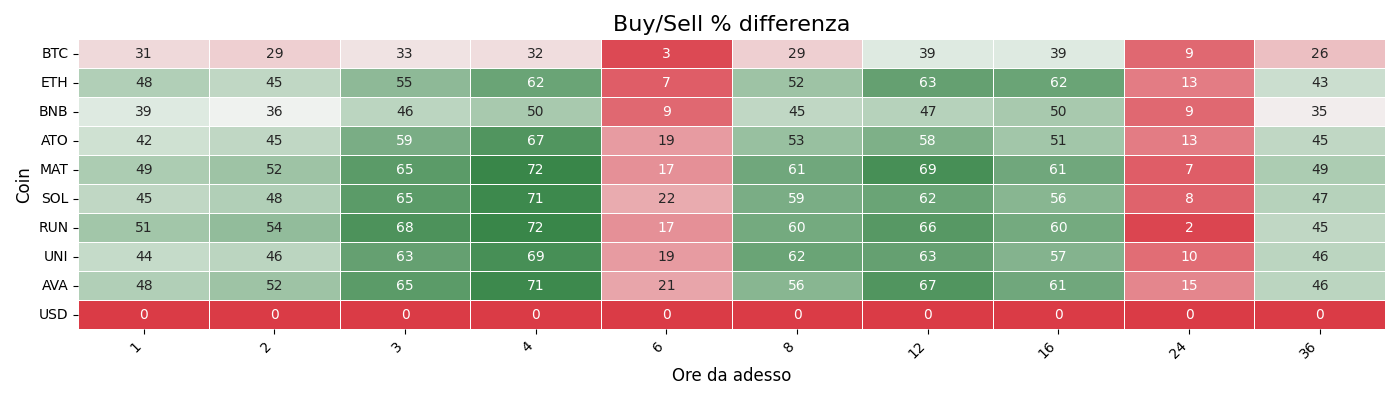 Buy/Sell % differenza
Coin
BTC 31 29 33 32 3 29 39 39 9 26
ETH 48 45 55 62 7 52 63 62 13 43
BNB 39 36 46 50 9 45 47 50 9 35
ATO 42 45 59 67 19 53 58 51 13 45
MAT 49 52 65 72 17 61 69 61 7 49
SOL 45 48 65 71 22 59 62 56 8 47
RUN 51 54 68 72 17 60 66 60 2 45
UNI 44 46 63 69 19 62 63 57 10 46
AVA 48 52 65 71 21 56 67 61 15 46
USD 0 0 0 0 0 0 0 0 0 0
1 2 3 4 6 8 12 16 24 36
Ore da adesso